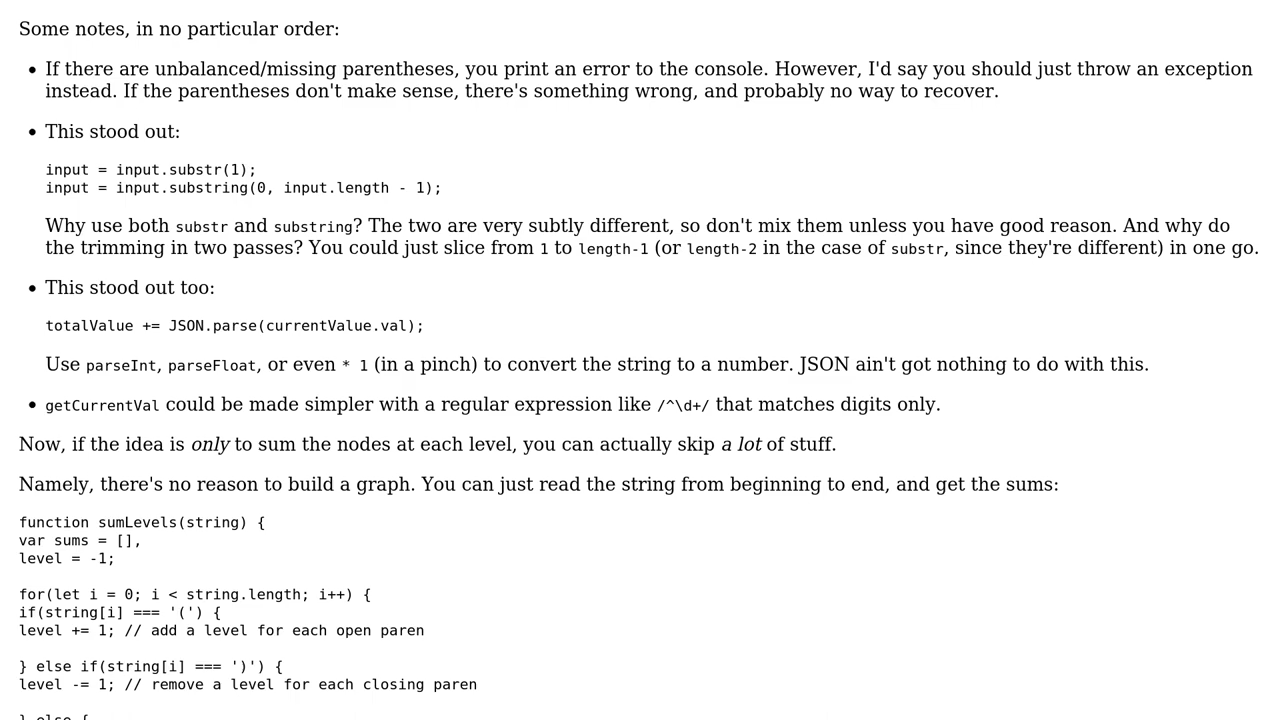 Some notes, in no particular order:
• If there are unbalanced/missing parentheses, you print an error to the console. However, I'd say you should just throw an exception
instead. If the parentheses don't make sense, there's something wrong, and probably no way to recover.
• This stood out:
input = input.substr(1);
input = input.substring(0, input.length - 1);
Why use both substr and substring? The two are very subtly different, so don't mix them unless you have good reason. And why do
the trimming in two passes? You could just slice from 1 to length-1 (or length-2 in the case of substr, since they're different) in one go.
• This stood out too:
totalValue += JSON.parse(currentValue.val);
Use parseInt, parseFloat, or even * 1 (in a pinch) to convert the string to a number. JSON ain't got nothing to do with this.
• getCurrentVal could be made simpler with a regular expression like /^\d+/ that matches digits only.
Now, if the idea is only to sum the nodes at each level, you can actually skip a lot of stuff.
Namely, there's no reason to build a graph. You can just read the string from beginning to end, and get the sums:
function sumLevels(string) {
var sums = [],
level = -1;
for(let i = 0; i < string.length; i++) {
if(string[i] === '(') {
level += 1; // add a level for each open paren
} else if(string[i] === ')') {
level -= 1; // remove a level for each closing paren
} else {